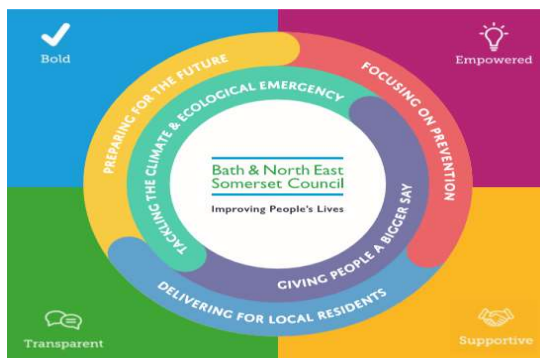 Bold
Empowered
PREPARING FOR THE FUTURE
FOCUSING ON PREVENTION
TACKLING THE CLIMATE & ECOLOGICAL EMERGENCY
Bath & North East
Somerset Council
Improving People's Lives
GIVING PEOPLE A BIGGER SAY
DELIVERING FOR LOCAL RESIDENTS
Transparent
Supportive